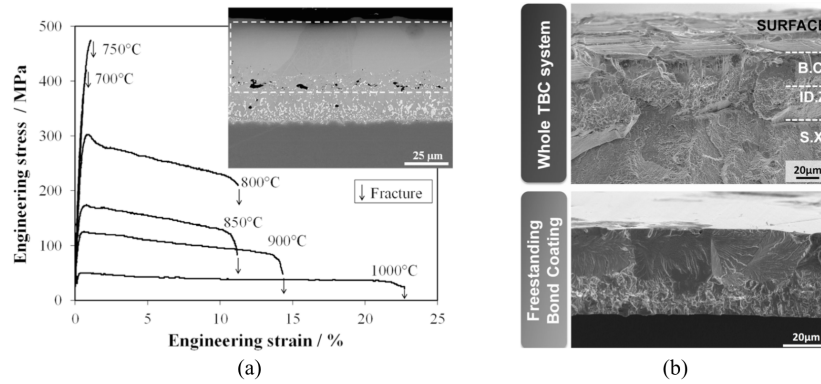 (a)
Engineering stress / MPa
500
400
300
200
100
0
750°C
700°C
800°C
850°C
900°C
1000°C
Fracture
25 µm
0
5
10
15
20
25
Engineering strain / %
(a)
(b)
Whole TBC system
SURFACE
B.C
ID.Z
S.X
20µm
Freestanding
Bond Coating
20µm
(b)